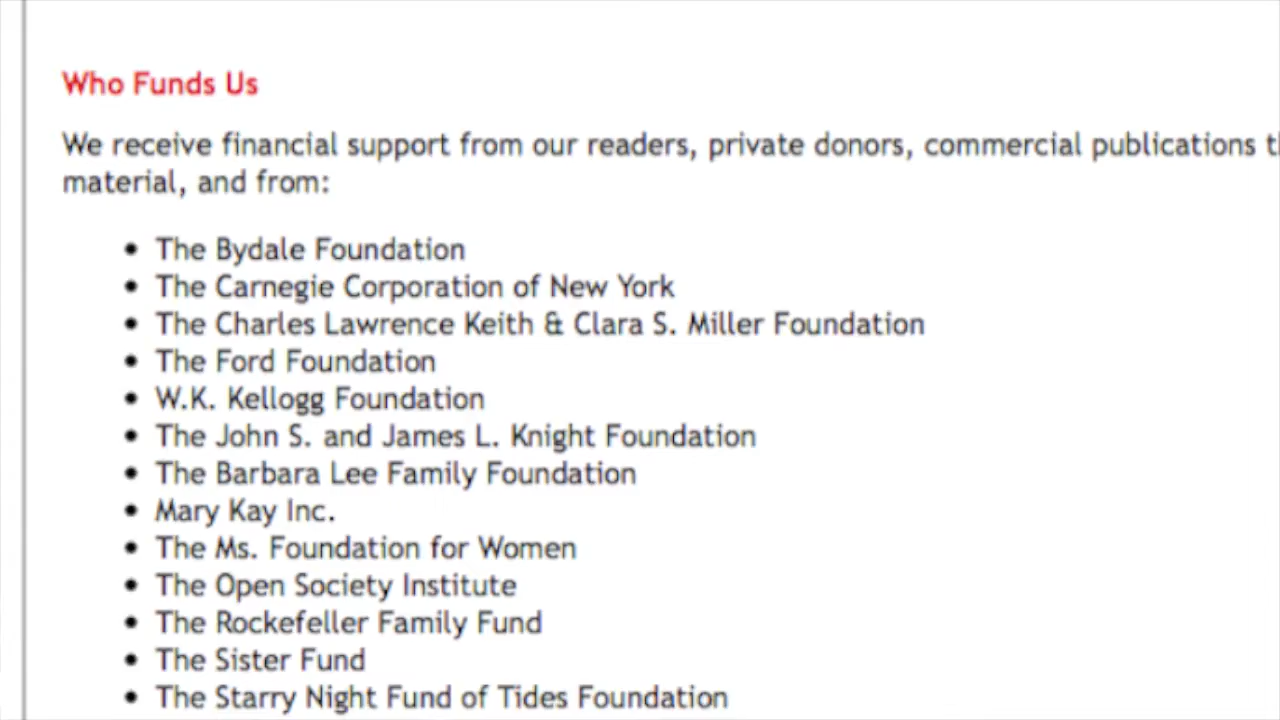 Who Funds Us
We receive financial support from our readers, private donors, commercial publications
material, and from:
• The Bydale Foundation
• The Carnegie Corporation of New York
• The Charles Lawrence Keith & Clara S. Miller Foundation
• The Ford Foundation
• W.K. Kellogg Foundation
• The John S. and James L. Knight Foundation
• The Barbara Lee Family Foundation
• Mary Kay Inc.
• The Ms. Foundation for Women
• The Open Society Institute
• The Rockefeller Family Fund
• The Sister Fund
• The Starry Night Fund of Tides Foundation